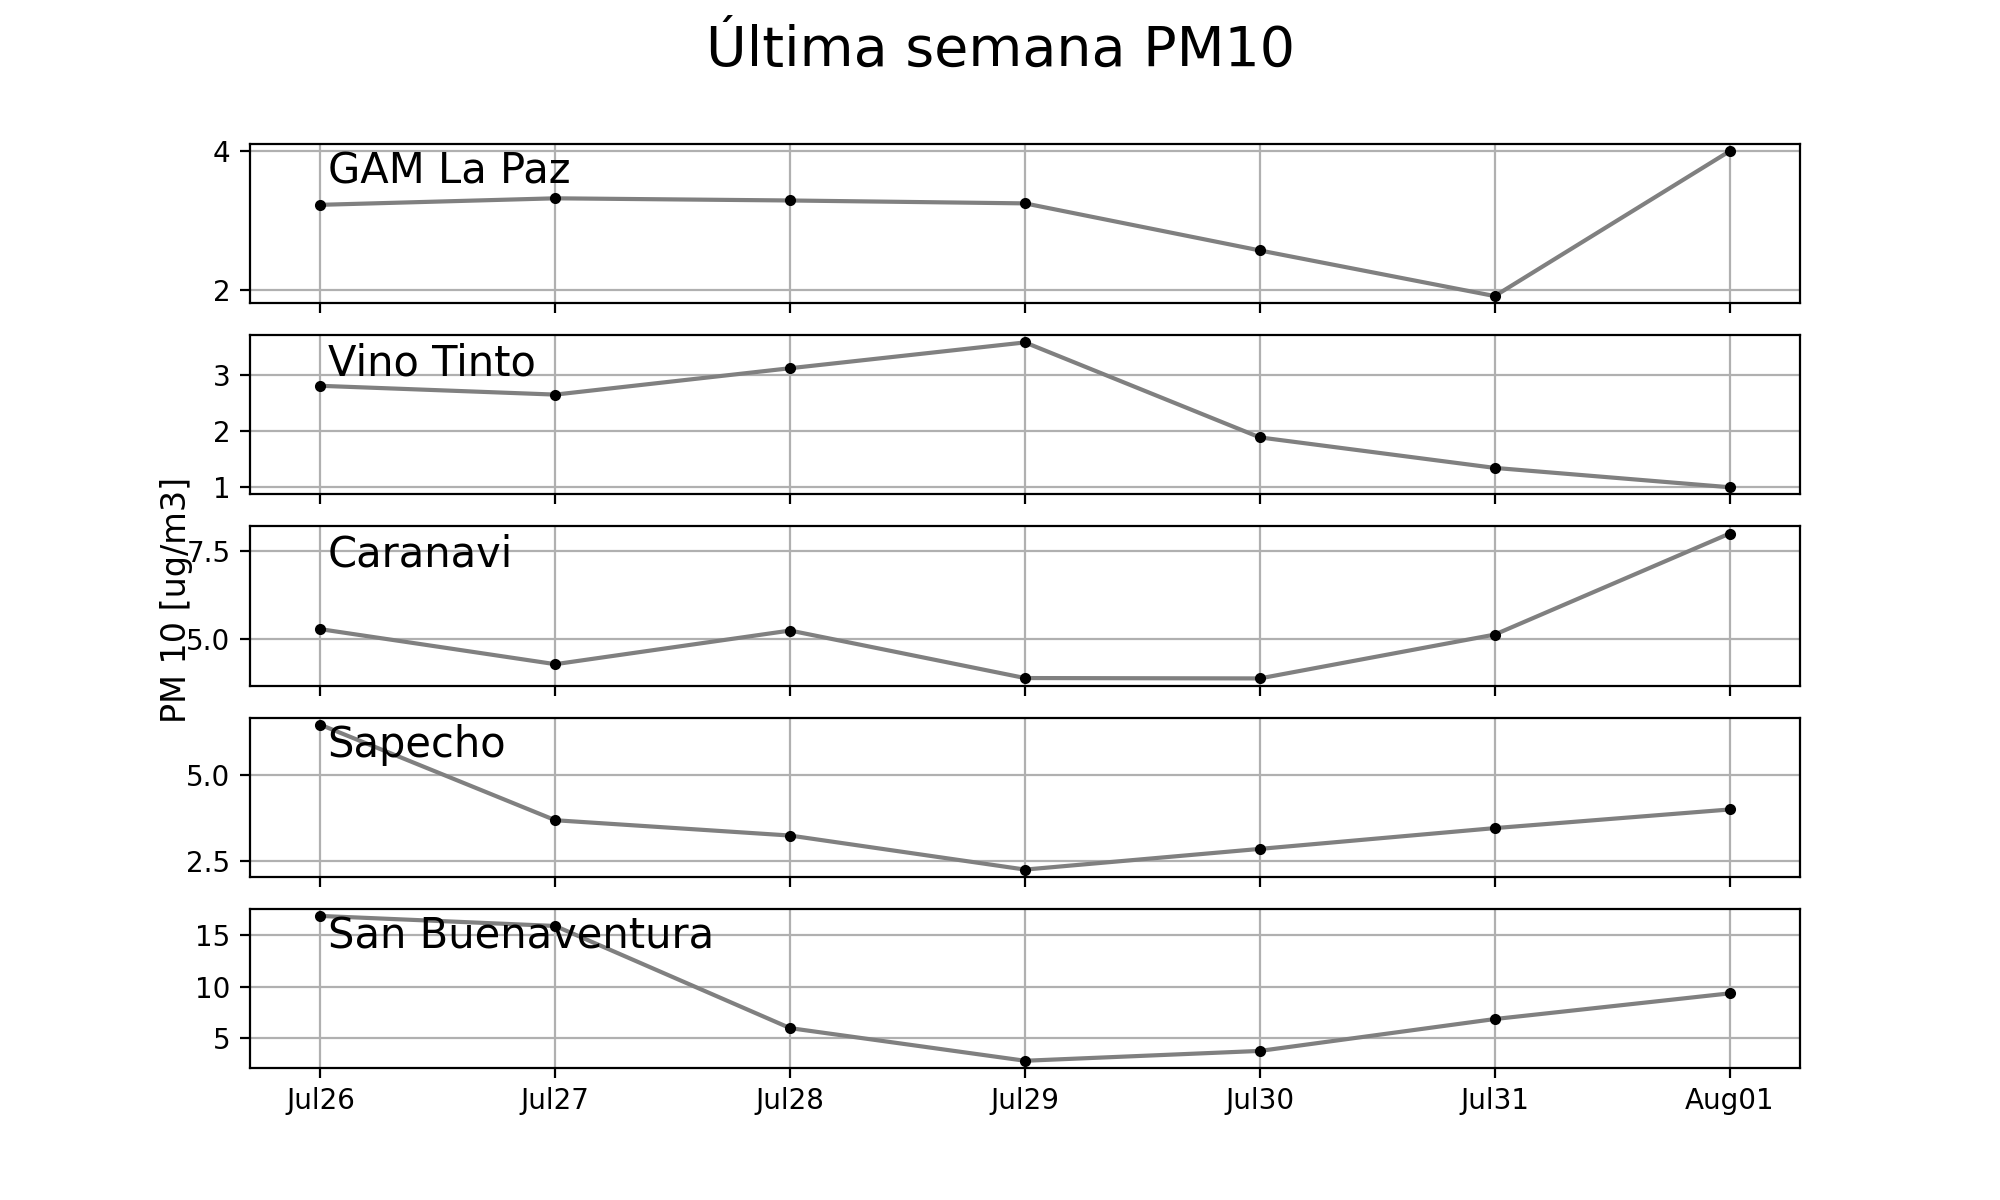 Última semana PM10
PM 10 [ug/m3]
GAM La Paz
4
2
Vino Tinto
3
2
1
Caranavi
7.5
5.0
Sapecho
5.0
2.5
San Buenaventura
15
10
5
Jul26 Jul27 Jul28 Jul29 Jul30 Jul31 Aug01